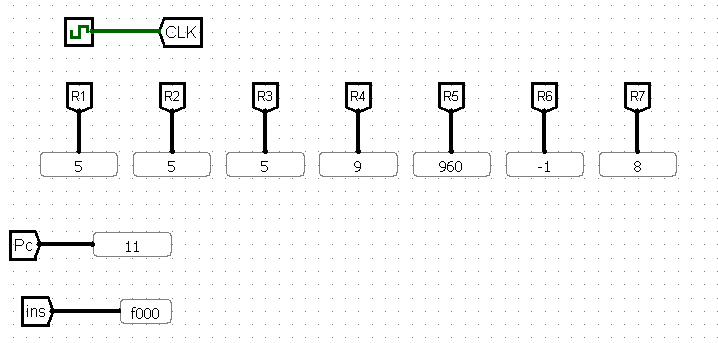 CLK
R1 R2 R3 R4 R5 R6 R7
5 5 5 9 960 -1 8
Pc 11
ins f000